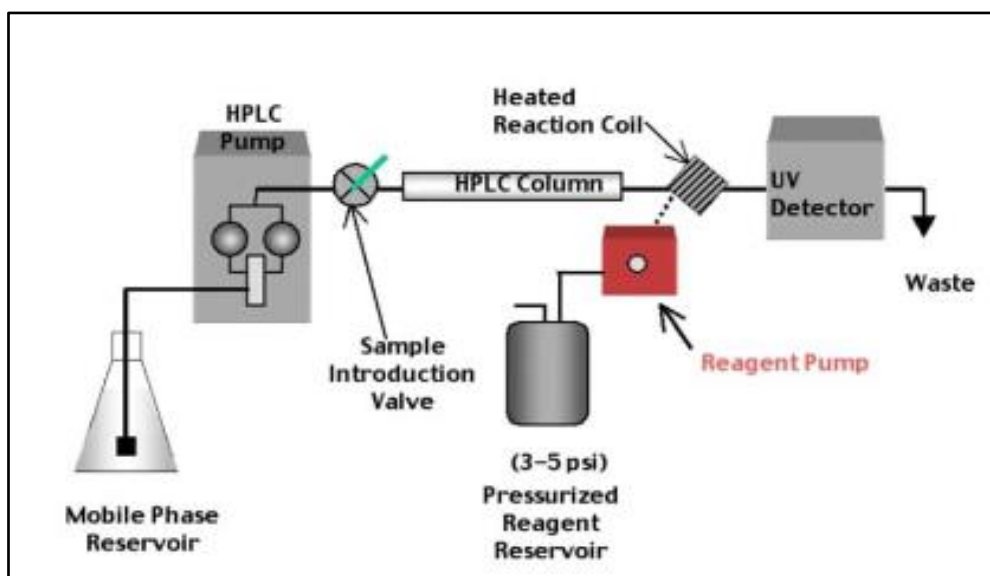 HPLC
Pump
Heated
Reaction Coil
HPLC Column
UV
Detector
Waste
Sample
Introduction
Valve
Reagent Pump
(3–5 psi)
Pressurized
Reagent
Reservoir
Mobile Phase
Reservoir